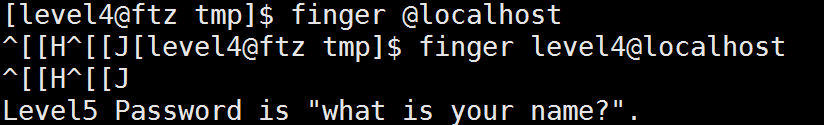 [level4@ftz tmp]$ finger @localhost
^[[H^[[J[level4@ftz tmp]$ finger level4@localhost
^[[H^[[J
Level5 Password is "what is your name?".